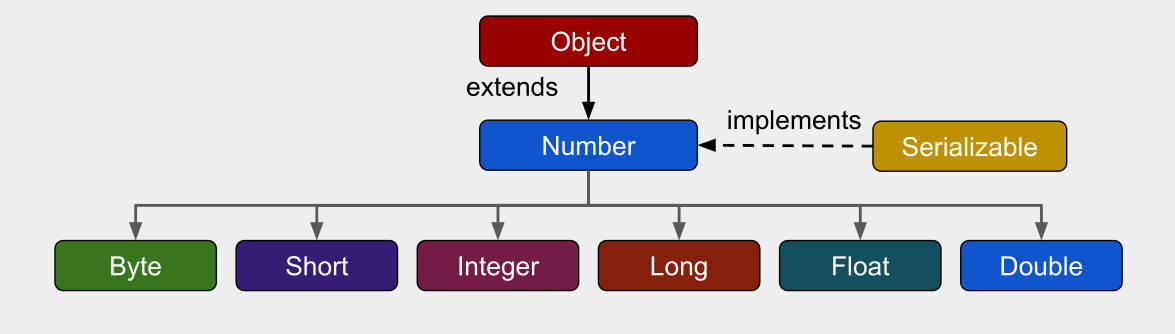 Object
extends
implements
Number
Serializable
Byte
Short
Integer
Long
Float
Double